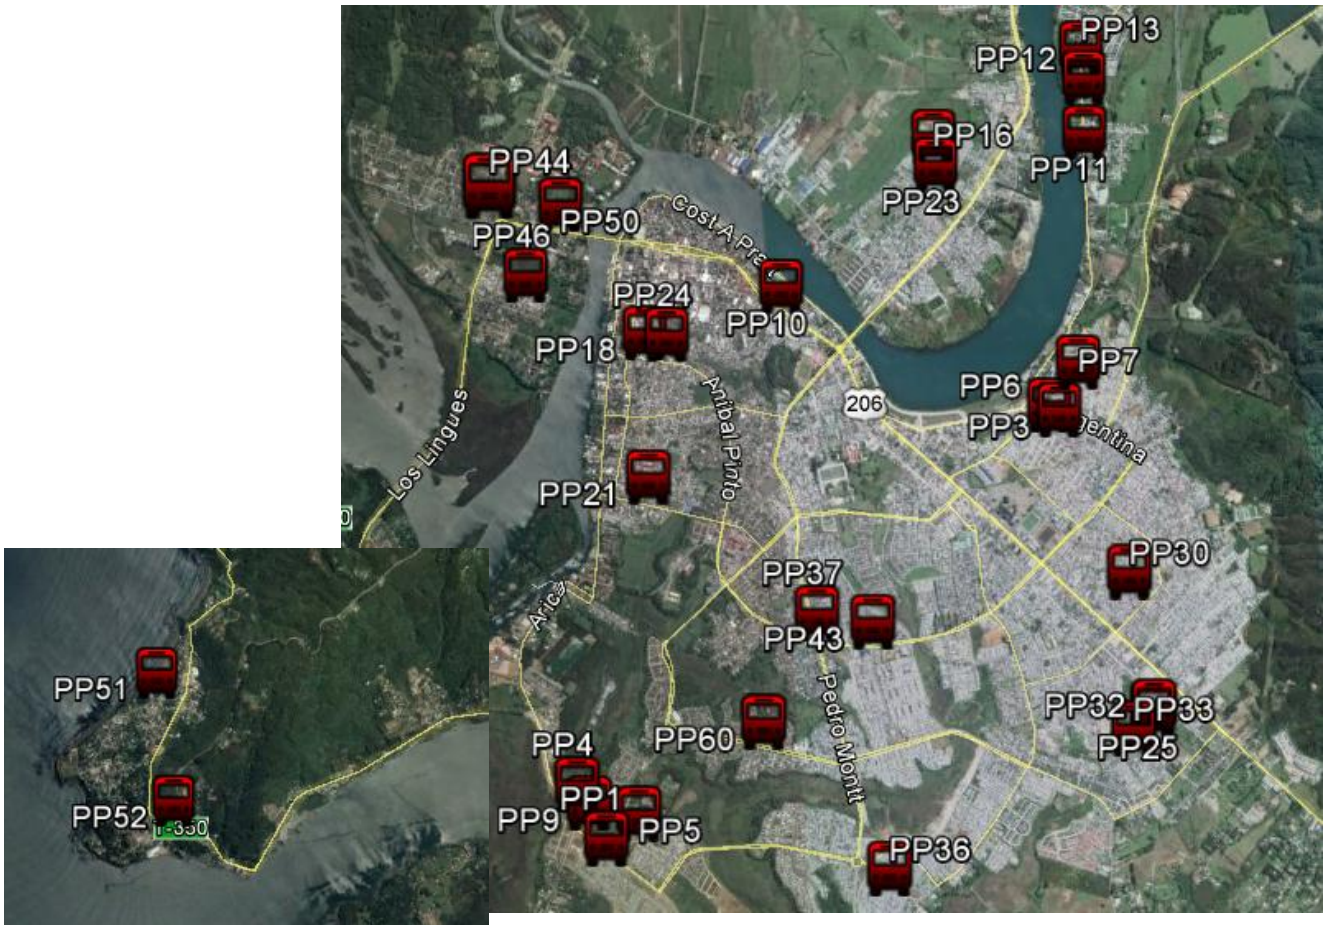 PP13
PP12
PP16
PP11
PP44
PP23
PP50
Cost A Pra
PP46
PP24
PP10
PP18
PP7
PP6
206
PP3
gentina
Anibal Pinto
Los Lingues
PP21
0
PP30
PP37
Arica
PP43
PP51
PP32
PP33
Pedro Montt
PP60
PP25
PP4
PP1
PP52
T-350
PP9
PP5
PP36